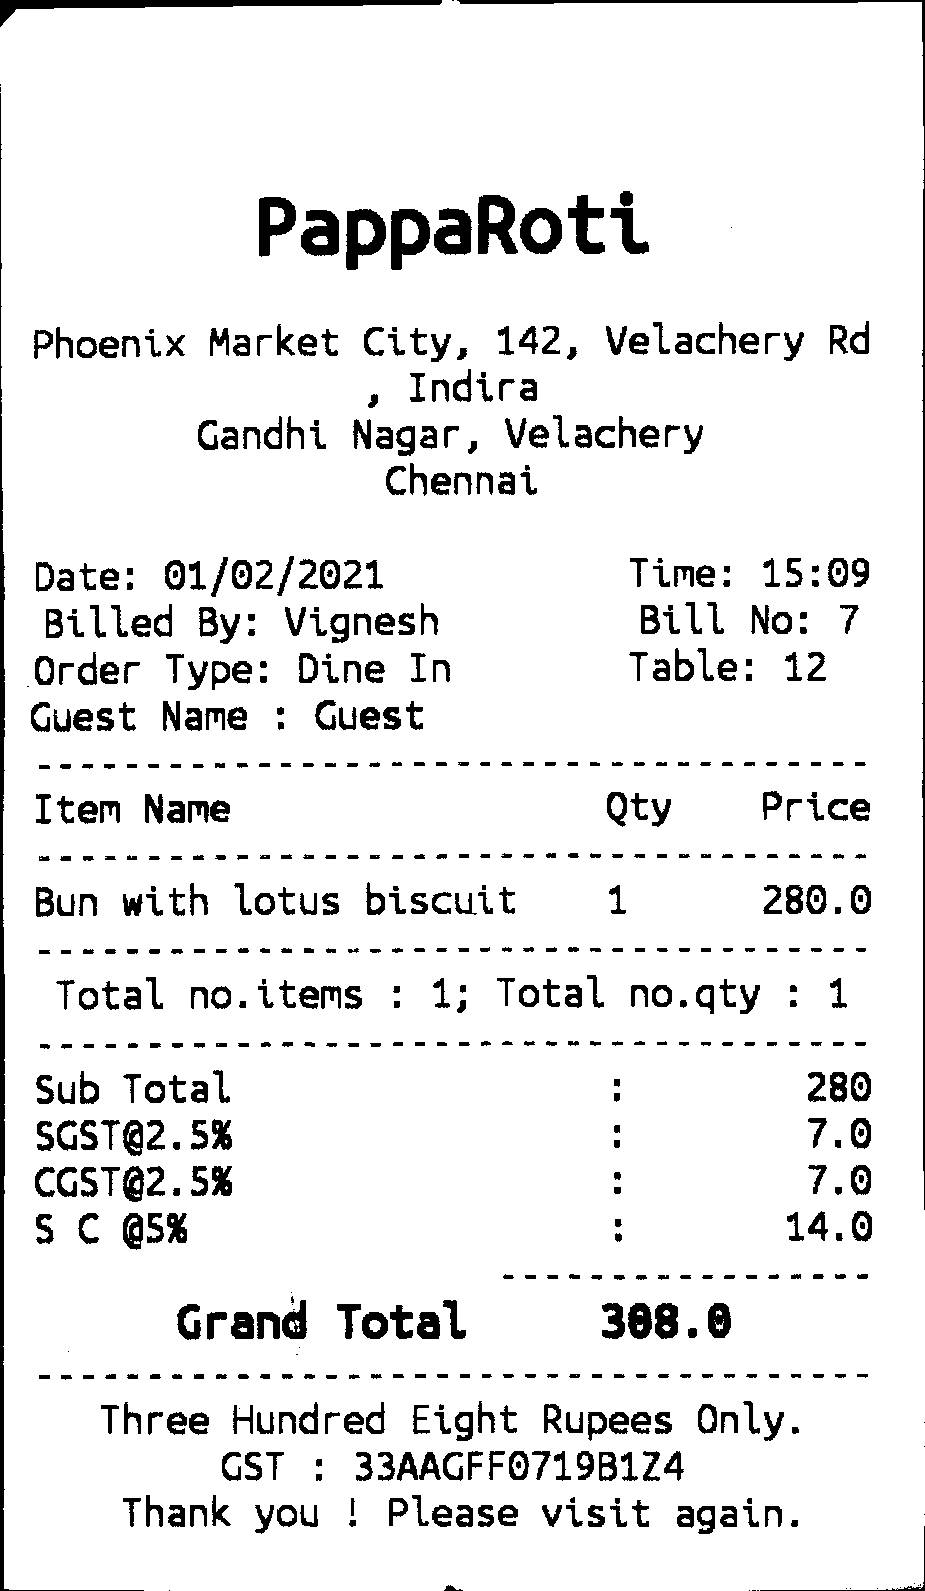 PappaRoti
Phoenix Market City, 142, Velachery Rd
, Indira
Gandhi Nagar, Velachery
Chennai
Date: 01/02/2021 Time: 15:09
Billed By: Vignesh Bill No: 7
Order Type: Dine In Table: 12
Guest Name : Guest
----------------------------------------
Item Name Qty Price
----------------------------------------
Bun with lotus biscuit 1 280.0
----------------------------------------
Total no.items : 1; Total no.qty : 1
----------------------------------------
Sub Total : 280
SGST@2.5% : 7.0
CGST@2.5% : 7.0
S C @5% : 14.0
-----------------
Grand Total 308.0
----------------------------------------
Three Hundred Eight Rupees Only.
GST : 33AAGFF0719B1Z4
Thank you ! Please visit again.